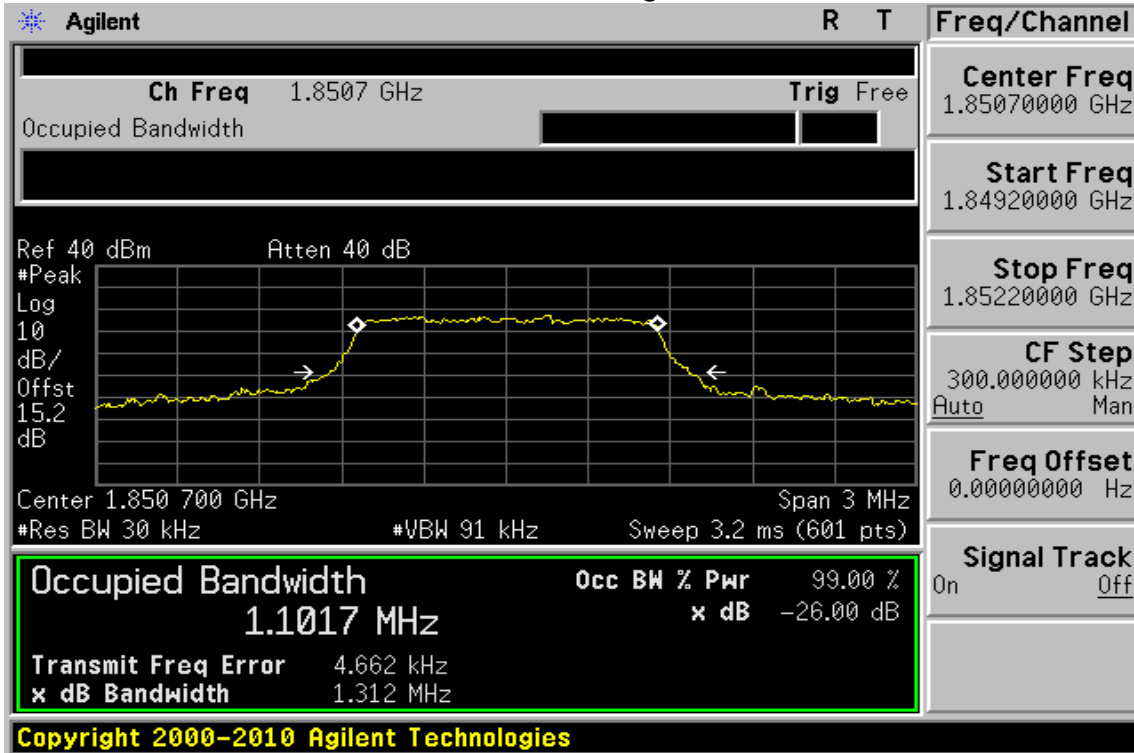 Agilent R T Freq/Channel
Ch Freq 1.8507 GHz Trig Free
Occupied Bandwidth
Center Freq
1.85070000 GHz
Start Freq
1.84920000 GHz
Stop Freq
1.85220000 GHz
CF Step
300.000000 kHz
Auto Man
Freq Offset
0.00000000 Hz
Signal Track
On Off
Ref 40 dBm Atten 40 dB
#Peak
Log
10
dB/
Offst
15.2
dB
Center 1.850 700 GHz Span 3 MHz
#Res BW 30 kHz #VBW 91 kHz Sweep 3.2 ms (601 pts)
Occupied Bandwidth Occ BW % Pwr 99.00 %
1.1017 MHz x dB -26.00 dB
Transmit Freq Error 4.662 kHz
x dB Bandwidth 1.312 MHz
Copyright 2000-2010 Agilent Technologies